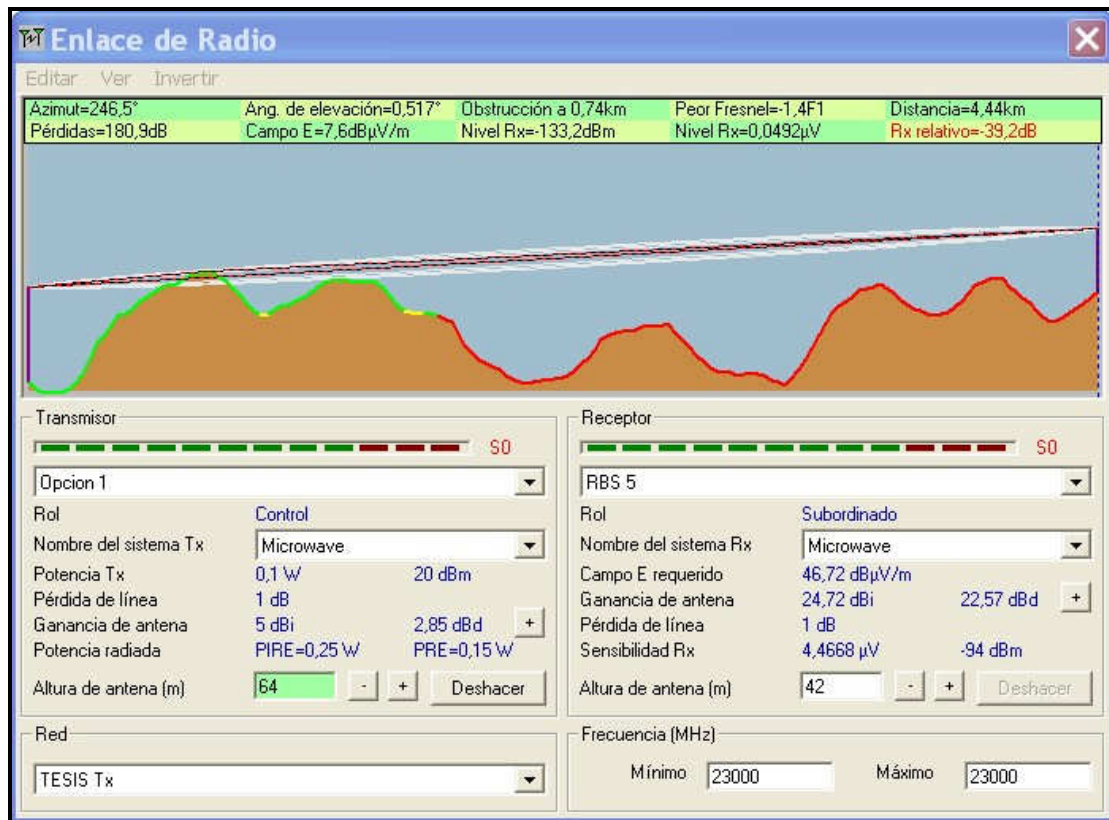 Enlace de Radio
Editar Ver Invertir
Azimut=246,5° Ang. de elevación=0,517° Obstrucción a 0,74km Peor Fresnel=-1,4F1 Distancia=4,44km
Pérdidas=180,9dB Campo E=7,6dBµV/m Nivel Rx=-133,2dBm Nivel Rx=0,0492µV Rx relativo=-39,2dB
Transmisor
S0
Opcion 1
Rol Control
Nombre del sistema Tx Microwave
Potencia Tx 0,1 W 20 dBm
Pérdida de línea 1 dB
Ganancia de antena 5 dBi 2,85 dBd +
Potencia radiada PIRE=0,25 W PRE=0,15 W
Altura de antena (m) 64 - + Deshacer
Red
TESIS Tx
Receptor
S0
RBS 5
Rol Subordinado
Nombre del sistema Rx Microwave
Campo E requerido 46,72 dBµV/m
Ganancia de antena 24,72 dBi 22,57 dBd +
Pérdida de línea 1 dB
Sensibilidad Rx 4,4668 µV -94 dBm
Altura de antena (m) 42 - + Deshacer
Frecuencia (MHz)
Mínimo 23000 Máximo 23000